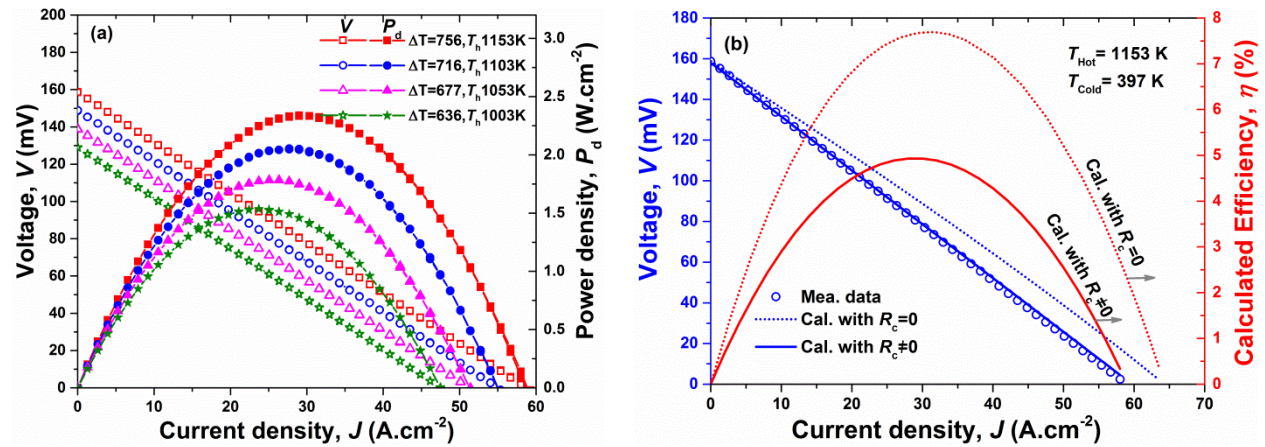 (a)
V P_d
ΔT=756,T_h 1153K
ΔT=716,T_h 1103K
ΔT=677,T_h 1053K
ΔT=636,T_h 1003K
200
180
160
140
120
100
80
60
40
20
0
Voltage, V (mV)
3.0
2.5
2.0
1.5
1.0
0.5
0.0
Power density, P_d (W.cm⁻²)
0 10 20 30 40 50 60
Current density, J (A.cm⁻²)
(b)
T_Hot= 1153 K
T_Cold= 397 K
180
160
140
120
100
80
60
40
20
0
Voltage, V (mV)
Cal. with R_c=0
Cal. with R_c≠0
Mea. data
Cal. with R_c=0
Cal. with R_c≠0
8
7
6
5
4
3
2
1
0
Calculated Efficiency, η (%)
0 10 20 30 40 50 60 70
Current density, J (A.cm⁻²)